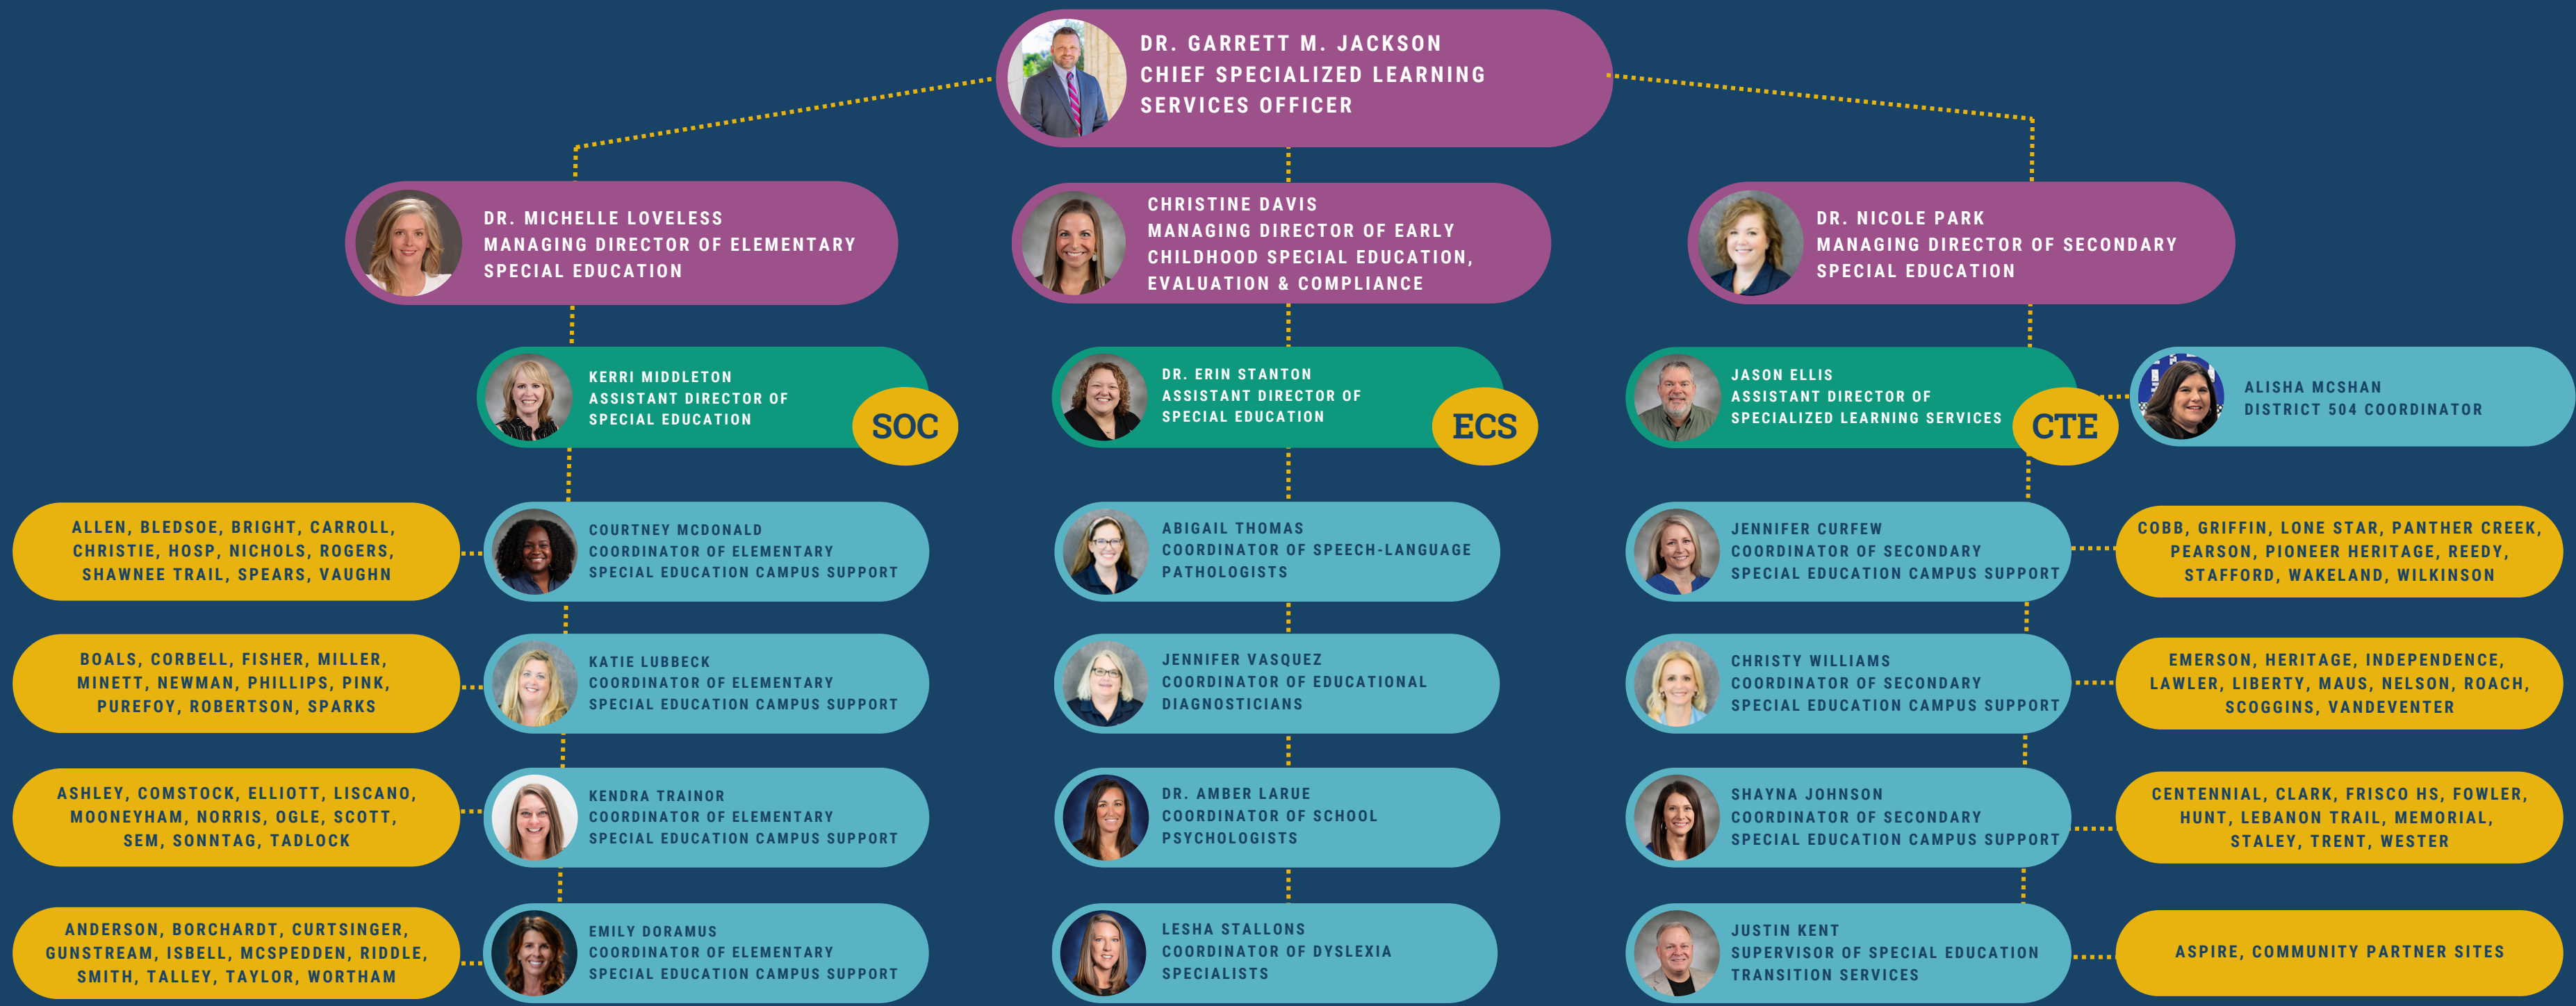 DR. GARRETT M. JACKSON
CHIEF SPECIALIZED LEARNING
SERVICES OFFICER
DR. MICHELLE LOVELESS
MANAGING DIRECTOR OF ELEMENTARY
SPECIAL EDUCATION
CHRISTINE DAVIS
MANAGING DIRECTOR OF EARLY
CHILDHOOD SPECIAL EDUCATION,
EVALUATION & COMPLIANCE
DR. NICOLE PARK
MANAGING DIRECTOR OF SECONDARY
SPECIAL EDUCATION
KERRI MIDDLETON
ASSISTANT DIRECTOR OF
SPECIAL EDUCATION
SOC
DR. ERIN STANTON
ASSISTANT DIRECTOR OF
SPECIAL EDUCATION
ECS
JASON ELLIS
ASSISTANT DIRECTOR OF
SPECIALIZED LEARNING SERVICES
CTE
ALISHA MCSHAN
DISTRICT 504 COORDINATOR
ALLEN, BLEDSOE, BRIGHT, CARROLL,
CHRISTIE, HOSP, NICHOLS, ROGERS,
SHAWNEE TRAIL, SPEARS, VAUGHN
COURTNEY MCDONALD
COORDINATOR OF ELEMENTARY
SPECIAL EDUCATION CAMPUS SUPPORT
ABIGAIL THOMAS
COORDINATOR OF SPEECH-LANGUAGE
PATHOLOGISTS
JENNIFER CURFEW
COORDINATOR OF SECONDARY
SPECIAL EDUCATION CAMPUS SUPPORT
COBB, GRIFFIN, LONE STAR, PANTHER CREEK,
PEARSON, PIONEER HERITAGE, REEDY,
STAFFORD, WAKELAND, WILKINSON
BOALS, CORBELL, FISHER, MILLER,
MINETT, NEWMAN, PHILLIPS, PINK,
PUREFOY, ROBERTSON, SPARKS
KATIE LUBBECK
COORDINATOR OF ELEMENTARY
SPECIAL EDUCATION CAMPUS SUPPORT
JENNIFER VASQUEZ
COORDINATOR OF EDUCATIONAL
DIAGNOSTICIANS
CHRISTY WILLIAMS
COORDINATOR OF SECONDARY
SPECIAL EDUCATION CAMPUS SUPPORT
EMERSON, HERITAGE, INDEPENDENCE,
LAWLER, LIBERTY, MAUS, NELSON, ROACH,
SCOGGINS, VANDEVENTER
ASHLEY, COMSTOCK, ELLIOTT, LISCANO,
MOONEYHAM, NORRIS, OGLE, SCOTT,
SEM, SONNTAG, TADLOCK
KENDRA TRAINOR
COORDINATOR OF ELEMENTARY
SPECIAL EDUCATION CAMPUS SUPPORT
DR. AMBER LARUE
COORDINATOR OF SCHOOL
PSYCHOLOGISTS
SHAYNA JOHNSON
COORDINATOR OF SECONDARY
SPECIAL EDUCATION CAMPUS SUPPORT
CENTENNIAL, CLARK, FRISCO HS, FOWLER,
HUNT, LEBANON TRAIL, MEMORIAL,
STALEY, TRENT, WESTER
ANDERSON, BORCHARDT, CURTSINGER,
GUNSTREAM, ISBELL, MCSPEDDEN, RIDDLE,
SMITH, TALLEY, TAYLOR, WORTHAM
EMILY DORAMUS
COORDINATOR OF ELEMENTARY
SPECIAL EDUCATION CAMPUS SUPPORT
LESHA STALLONS
COORDINATOR OF DYSLEXIA
SPECIALISTS
JUSTIN KENT
SUPERVISOR OF SPECIAL EDUCATION
TRANSITION SERVICES
ASPIRE, COMMUNITY PARTNER SITES